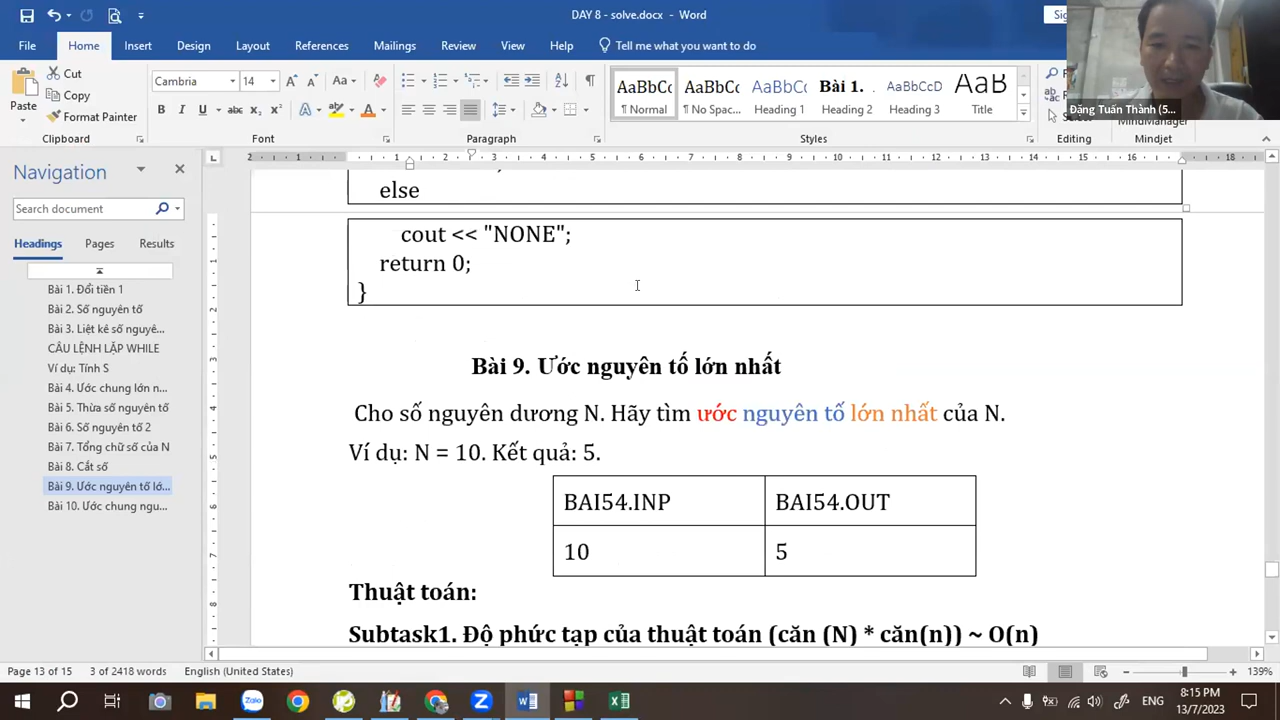 DAY 8 - solve.docx - Word
File Home Insert Design Layout References Mailings Review View Help Tell me what you want to do
Đặng Tuấn Thành (5...
Paste
Cut
Copy
Format Painter
Clipboard
Cambria 14
Font
Paragraph
AaBbCc AaBbCc AaBbCc Bài 1. AaBbCcD AaB
¶ Normal ¶ No Spac... Heading 1 Heading 2 Heading 3 Title
Styles
Editing
MindManager
Mindjet
Navigation
Search document
Headings Pages Results
Bài 1. Đổi tiền 1
Bài 2. Số nguyên tố
Bài 3. Liệt kê số nguyê...
CÂU LỆNH LẶP WHILE
Ví dụ: Tính S
Bài 4. Ước chung lớn n...
Bài 5. Thừa số nguyên tố
Bài 6. Số nguyên tố 2
Bài 7. Tổng chữ số của N
Bài 8. Cắt số
Bài 9. Ước nguyên tố lớ...
Bài 10. Ước chung ngu...
else
cout << "NONE";
return 0;
}
Bài 9. Ước nguyên tố lớn nhất
Cho số nguyên dương N. Hãy tìm ước nguyên tố lớn nhất của N.
Ví dụ: N = 10. Kết quả: 5.
BAI54.INP BAI54.OUT
10 5
Thuật toán:
Subtask1. Độ phức tạp của thuật toán (căn (N) * căn(n)) ~ O(n)
Page 13 of 15 3 of 2418 words English (United States) 139%
ENG
8:15 PM
13/7/2023